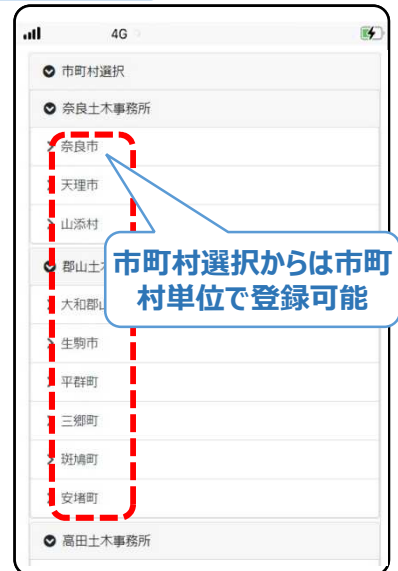 4G
市町村選択
奈良土木事務所
奈良市
天理市
山添村
郡山土
大和郡
生駒市
平群町
三郷町
斑鳩町
安堵町
高田土木事務所
市町村選択からは市町
村単位で登録可能